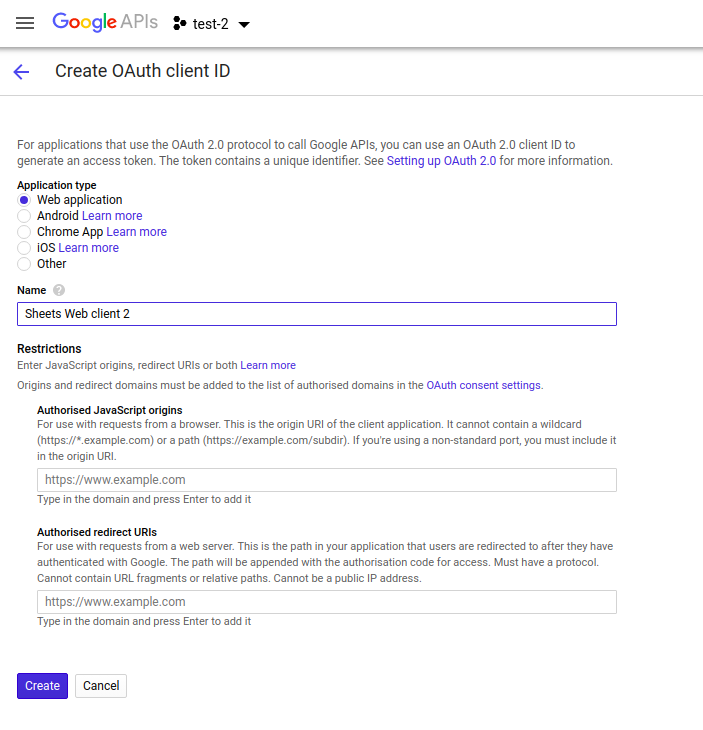 Google APIs test-2
Create OAuth client ID
For applications that use the OAuth 2.0 protocol to call Google APIs, you can use an OAuth 2.0 client ID to
generate an access token. The token contains a unique identifier. See Setting up OAuth 2.0 for more information.
Application type
Web application
Android Learn more
Chrome App Learn more
iOS Learn more
Other
Name ?
Sheets Web client 2
Restrictions
Enter JavaScript origins, redirect URIs or both Learn more
Origins and redirect domains must be added to the list of authorised domains in the OAuth consent settings.
Authorised JavaScript origins
For use with requests from a browser. This is the origin URI of the client application. It cannot contain a wildcard
(https://*.example.com) or a path (https://example.com/subdir). If you're using a non-standard port, you must include it
in the origin URI.
https://www.example.com
Type in the domain and press Enter to add it
Authorised redirect URIs
For use with requests from a web server. This is the path in your application that users are redirected to after they have
authenticated with Google. The path will be appended with the authorisation code for access. Must have a protocol.
Cannot contain URL fragments or relative paths. Cannot be a public IP address.
https://www.example.com
Type in the domain and press Enter to add it
Create Cancel